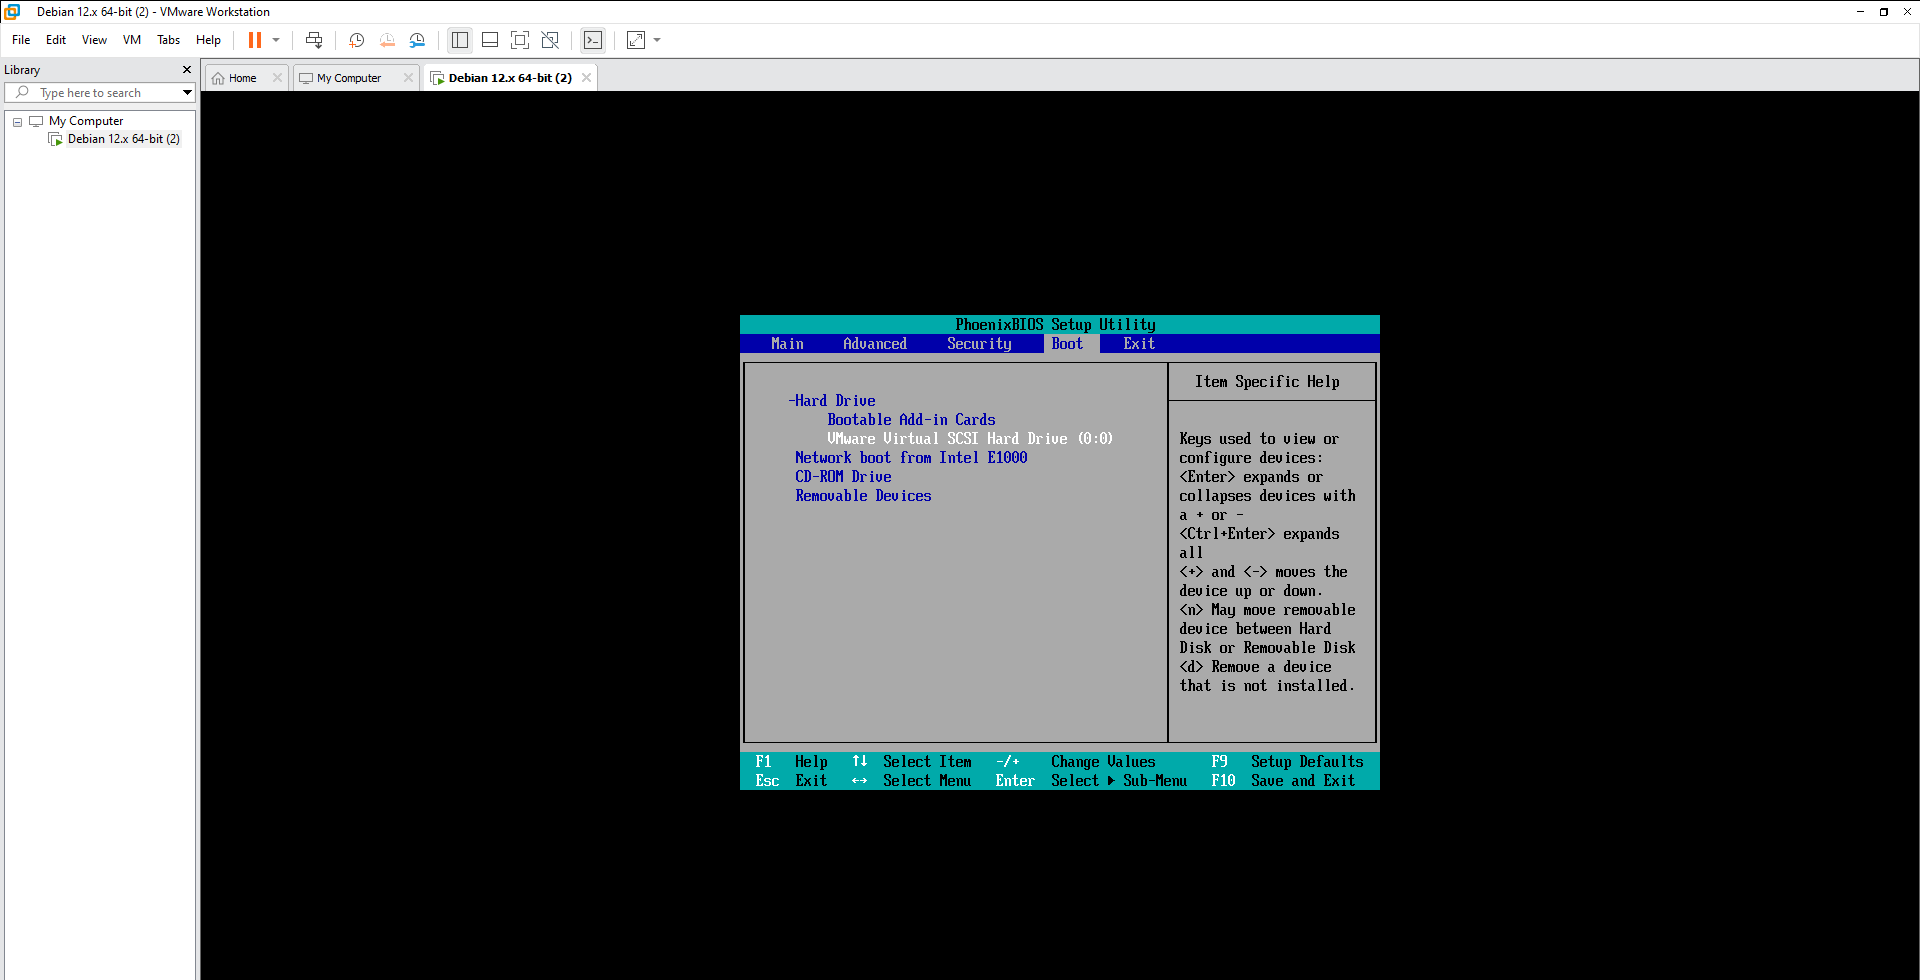 Debian 12.x 64-bit (2) - VMware Workstation
File Edit View VM Tabs Help
Library
Type here to search
My Computer
Debian 12.x 64-bit (2)
Home
My Computer
Debian 12.x 64-bit (2)
PhoenixBIOS Setup Utility
Main Advanced Security Boot Exit
-Hard Drive
Bootable Add-in Cards
VMware Virtual SCSI Hard Drive (0:0)
Network boot from Intel E1000
CD-ROM Drive
Removable Devices
Item Specific Help
Keys used to view or
configure devices:
<Enter> expands or
collapses devices with
a + or -
<Ctrl+Enter> expands
all
<+> and <-> moves the
device up or down.
<n> May move removable
device between Hard
Disk or Removable Disk
<d> Remove a device
that is not installed.
F1 Help ↑↓ Select Item -/+ Change Values F9 Setup Defaults
Esc Exit ↔ Select Menu Enter Select ▶ Sub-Menu F10 Save and Exit